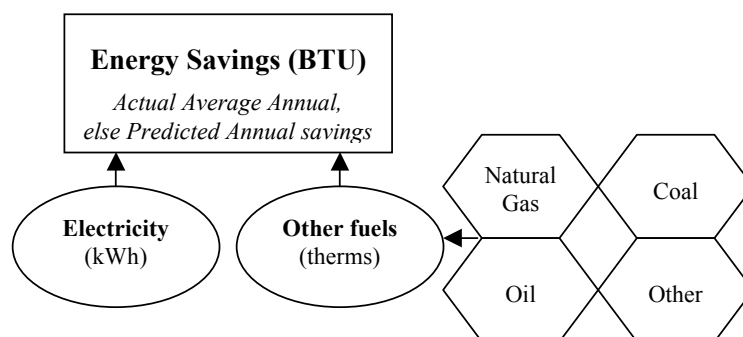 Energy Savings (BTU)
Actual Average Annual,
else Predicted Annual savings
Electricity
(kWh)
Other fuels
(therms)
Natural
Gas
Coal
Oil
Other